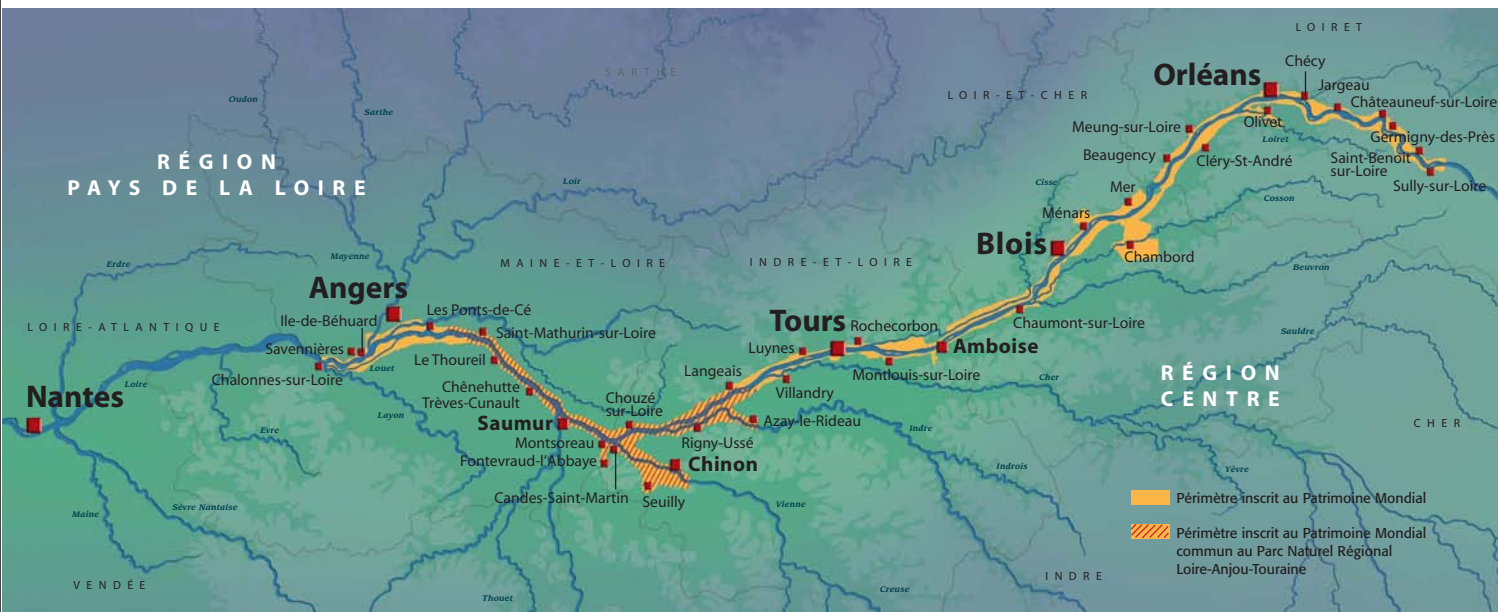 LOIRET
Chécy
Orléans
Jargeau
SARTHE
LOIR-ET-CHER
Châteauneuf-sur-Loire
Oudon
Sarthe
Olivet
Meung-sur-Loire
Germigny-des-Près
Loiret
Beaugency
Cléry-St-André
Saint-Benoît
sur-Loire
RÉGION
PAYS DE LA LOIRE
Sully-sur-Loire
Loir
Cisse
Mer
Cosson
Ménars
Blois
Chambord
Mayenne
Erdre
MAINE-ET-LOIRE
INDRE-ET-LOIRE
Beuvron
Angers
Les Ponts-de-Cé
Ile-de-Béhuard
LOIRE-ATLANTIQUE
Tours
Rochecorbon
Chaumont-sur-Loire
Saint-Mathurin-sur-Loire
Sauldre
Savennières
Luynes
Amboise
Le Thoureil
Louet
Chalonnes-sur-Loire
Loire
Langeais
Montlouis-sur-Loire
Cher
RÉGION
CENTRE
Chênehutte
Trèves-Cunault
Villandry
Nantes
Chouzé
sur-Loire
Layon
Saumur
Azay-le-Rideau
CHER
Evre
Indre
Montsoreau
Rigny-Ussé
Fontevraud-l'Abbaye
Chinon
Indrois
Yèvre
Candes-Saint-Martin
Seuilly
Périmètre inscrit au Patrimoine Mondial
Sèvre Nantaise
Vienne
Maine
Périmètre inscrit au Patrimoine Mondial
commun au Parc Naturel Régional
Loire-Anjou-Touraine
VENDÉE
INDRE
Creuse
Thouet